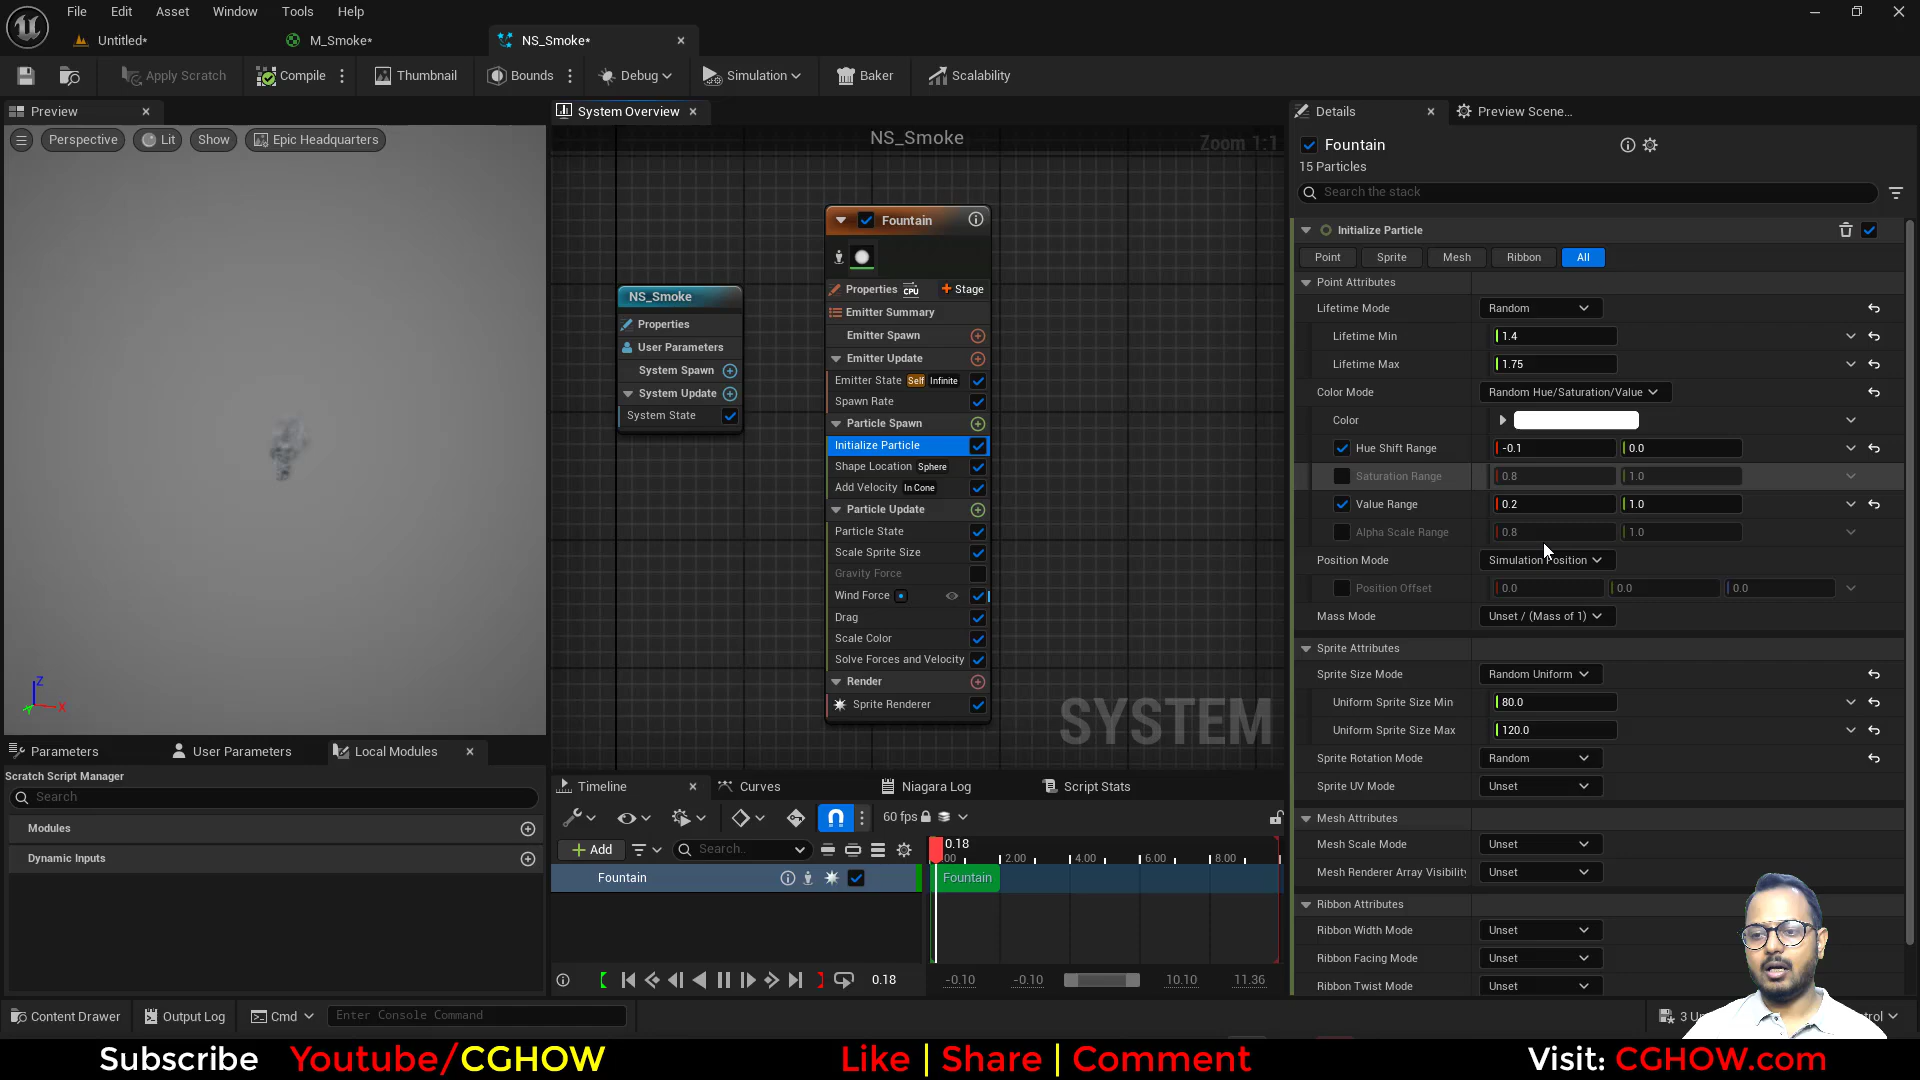 File Edit Asset Window Tools Help
Untitled* M_Smoke* NS_Smoke*
Apply Scratch Compile Thumbnail Bounds Debug Simulation Baker Scalability
Preview
Perspective Lit Show Epic Headquarters
Z
X
Parameters User Parameters Local Modules
Scratch Script Manager
Search
Modules
Dynamic Inputs
System Overview
NS_Smoke
Zoom 1:1
NS_Smoke
Properties
User Parameters
System Spawn
System Update
System State
Fountain
Properties CPU Stage
Emitter Summary
Emitter Spawn
Emitter Update
Emitter State Self Infinite
Spawn Rate
Particle Spawn
Initialize Particle
Shape Location Sphere
Add Velocity In Cone
Particle Update
Particle State
Scale Sprite Size
Gravity Force
Wind Force
Drag
Scale Color
Solve Forces and Velocity
Render
Sprite Renderer
SYSTEM
Timeline Curves Niagara Log Script Stats
60 fps
Add Search..
0.18
2.00 4.00 6.00 8.00
Fountain Fountain
0.18 -0.10 -0.10 10.10 11.36
Details Preview Scene...
Fountain
15 Particles
Search the stack
Initialize Particle
Point Sprite Mesh Ribbon All
Point Attributes
Lifetime Mode Random
Lifetime Min 1.4
Lifetime Max 1.75
Color Mode Random Hue/Saturation/Value
Color
Hue Shift Range -0.1 0.0
Saturation Range 0.8 1.0
Value Range 0.2 1.0
Alpha Scale Range 0.8 1.0
Position Mode Simulation Position
Position Offset 0.0 0.0 0.0
Mass Mode Unset / (Mass of 1)
Sprite Attributes
Sprite Size Mode Random Uniform
Uniform Sprite Size Min 80.0
Uniform Sprite Size Max 120.0
Sprite Rotation Mode Random
Sprite UV Mode Unset
Mesh Attributes
Mesh Scale Mode Unset
Mesh Renderer Array Visibility Unset
Ribbon Attributes
Ribbon Width Mode Unset
Ribbon Facing Mode Unset
Ribbon Twist Mode Unset
Content Drawer Output Log Cmd Enter Console Command 3
Subscribe Youtube/CGHOW Like | Share | Comment Visit: CGHOW.com